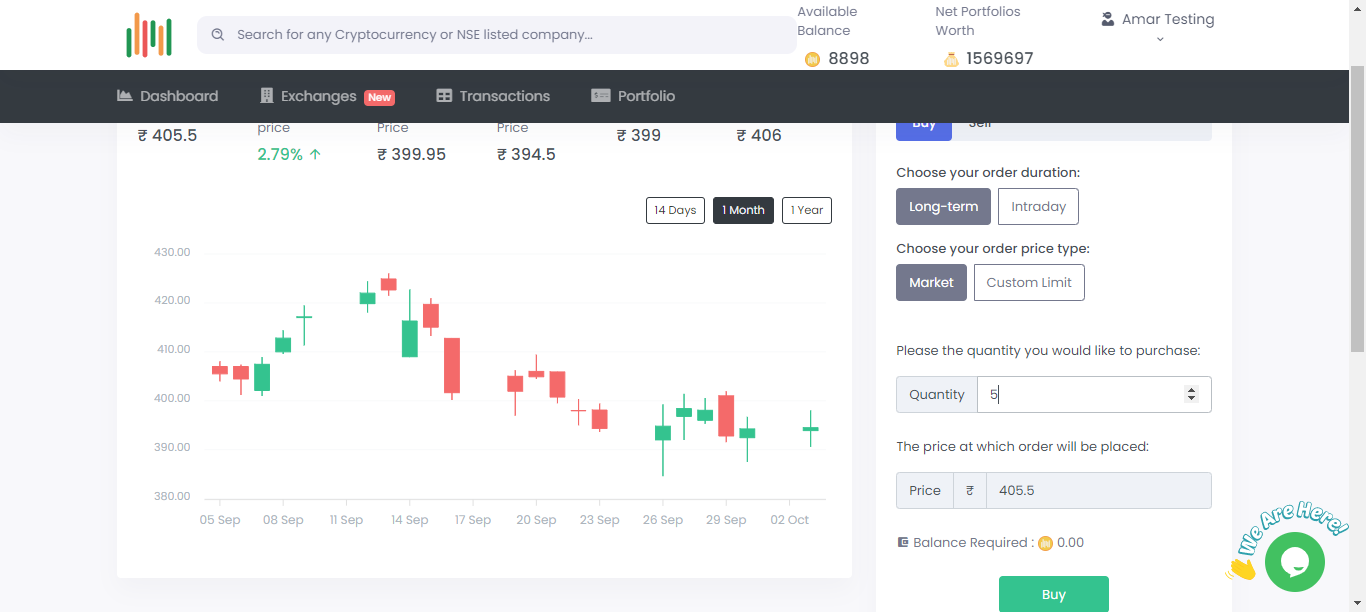 Available
Balance
8898
Net Portfolios
Worth
1569697
Search for any Cryptocurrency or NSE listed company...
Amar Testing
Dashboard
Exchanges New
Transactions
Portfolio
₹ 405.5
price
2.79% ↑
Price
₹ 399.95
Price
₹ 394.5
₹ 399
₹ 406
14 Days
1 Month
1 Year
430.00
420.00
410.00
400.00
390.00
380.00
05 Sep 08 Sep 11 Sep 14 Sep 17 Sep 20 Sep 23 Sep 26 Sep 29 Sep 02 Oct
Buy Sell
Choose your order duration:
Long-term Intraday
Choose your order price type:
Market Custom Limit
Please the quantity you would like to purchase:
Quantity 5
The price at which order will be placed:
Price ₹ 405.5
Balance Required : 0.00
Buy
We Are Here!